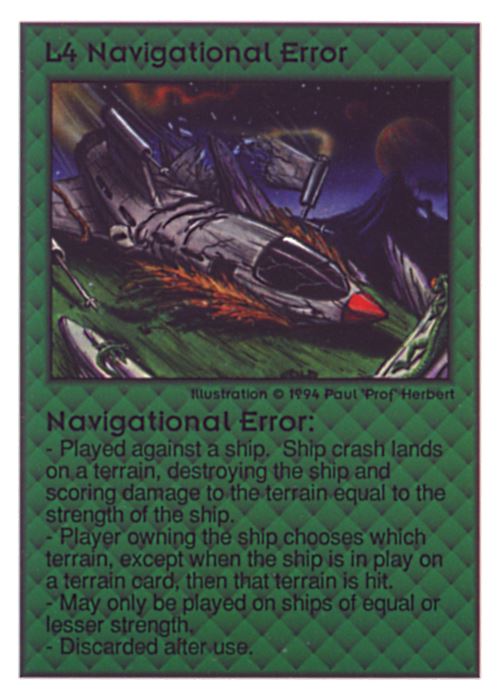 L4 Navigational Error
Illustration © 1994 Paul 'Prof' Herbert
Navigational Error:
- Played against a ship. Ship crash lands
on a terrain, destroying the ship and
scoring damage to the terrain equal to the
strength of the ship.
- Player owning the ship chooses which
terrain, except when the ship is in play on
a terrain card, then that terrain is hit.
- May only be played on ships of equal or
lesser strength.
- Discarded after use.